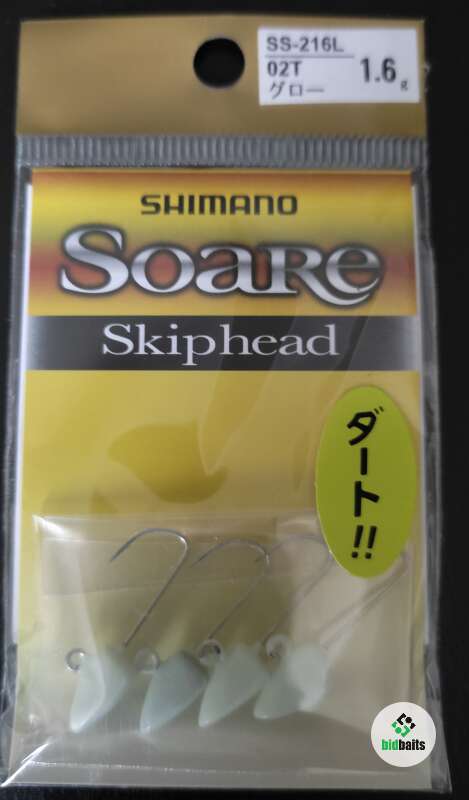 SS-216L
02T
グロー
1.6g
SHIMANO
SOARE
Skiphead
ダート!!
bidbaits